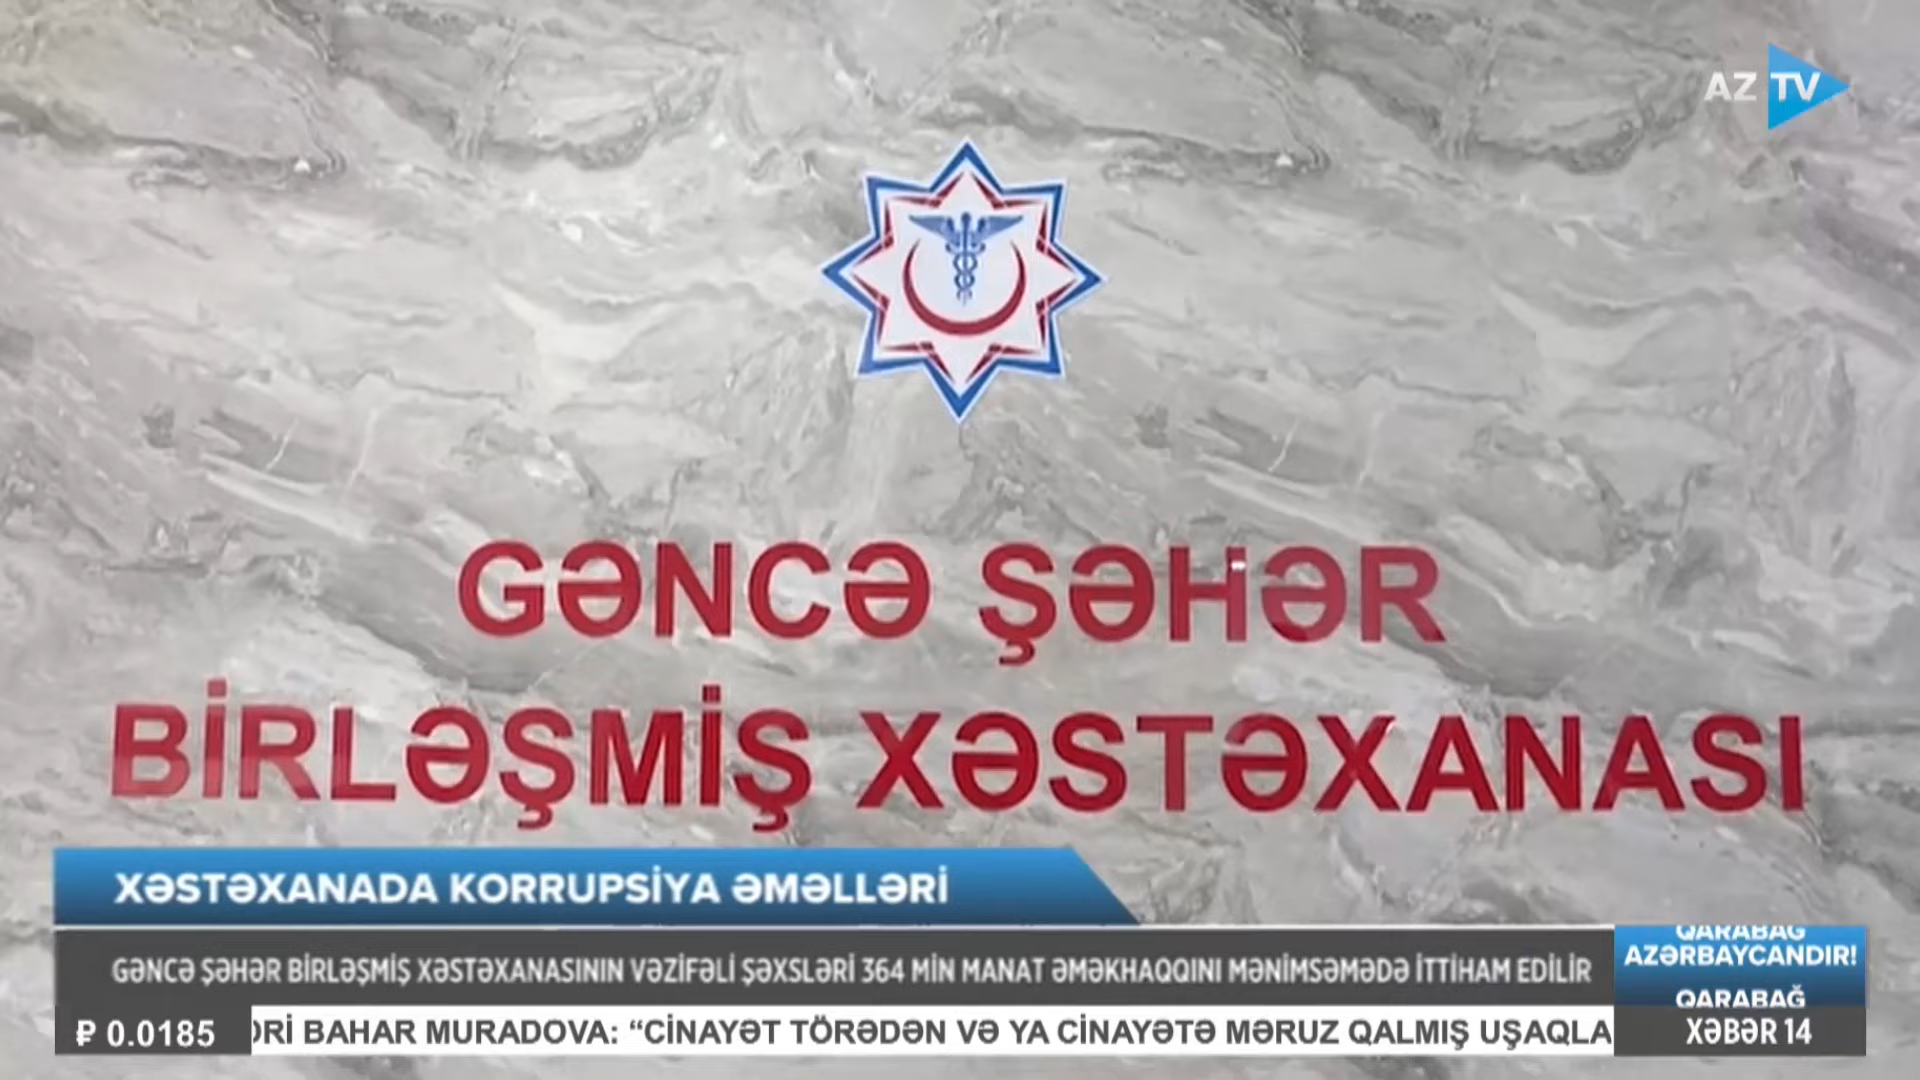 AZ TV
GƏNCƏ ŞƏHƏR
BİRLƏŞMİŞ XƏSTƏXANASI
XƏSTƏXANADA KORRUPSİYA ƏMƏLLƏRİ
GƏNCƏ ŞƏHƏR BİRLƏŞMİŞ XƏSTƏXANASININ VƏZİFƏLİ ŞƏXSLƏRİ 364 MİN MANAT ƏMƏKHAQQINI MƏNİMSƏMƏDƏ İTTİHAM EDİLİR
QARABAĞ
AZƏRBAYCANDIR!
QARABAĞ
₽ 0.0185
ƏRİ BAHAR MURADOVA: “CİNAYƏT TÖRƏDƏN VƏ YA CİNAYƏTƏ MƏRUZ QALMIŞ UŞAQLA
XƏBƏR 14